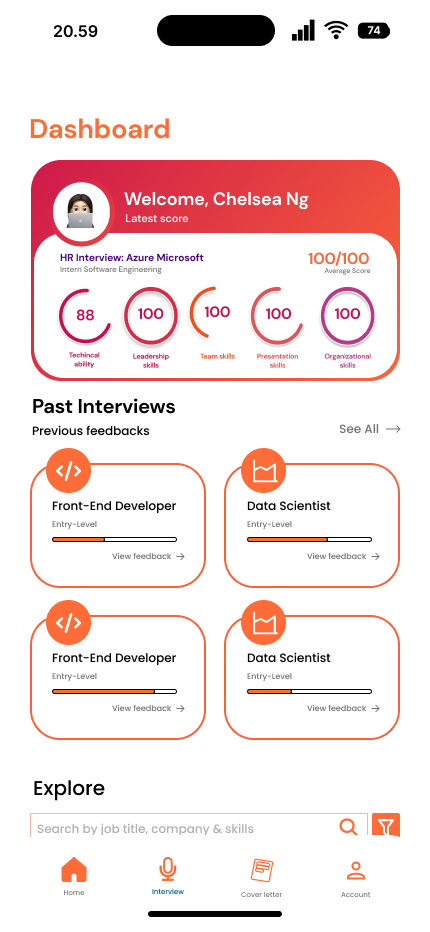 20.59
74
Dashboard
Welcome, Chelsea Ng
Latest score
HR Interview: Azure Microsoft
Intern Software Engineering
100/100
Average Score
88
100
100
100
100
Techincal
ability
Leadership
skills
Team skills
Presentation
skills
Organizational
skills
Past Interviews
Previous feedbacks
See All
Front-End Developer
Entry-Level
View feedback
Data Scientist
Entry-Level
View feedback
Front-End Developer
Entry-Level
View feedback
Data Scientist
Entry-Level
View feedback
Explore
Search by job title, company & skills
Home
Interview
Cover letter
Account